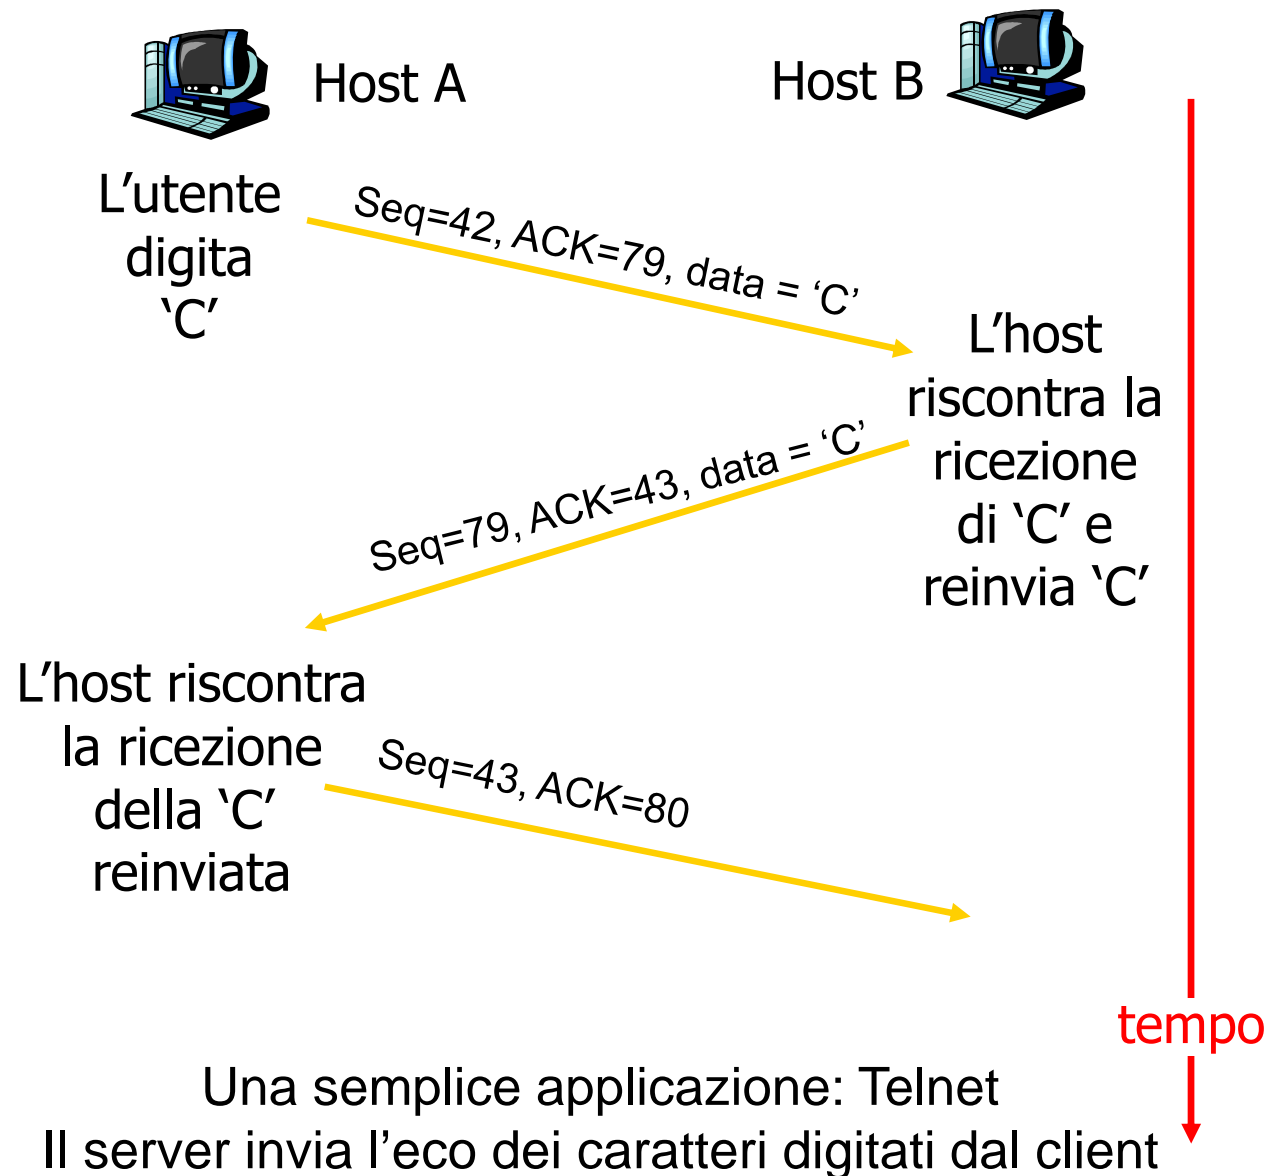 Host A
Host B
L’utente
digita
‘C’
Seq=42, ACK=79, data = ‘C’
L’host
riscontra la
ricezione
di ‘C’ e
reinvia ‘C’
Seq=79, ACK=43, data = ‘C’
L’host riscontra
la ricezione
della ‘C’
reinviata
Seq=43, ACK=80
tempo
Una semplice applicazione: Telnet
Il server invia l’eco dei caratteri digitati dal client